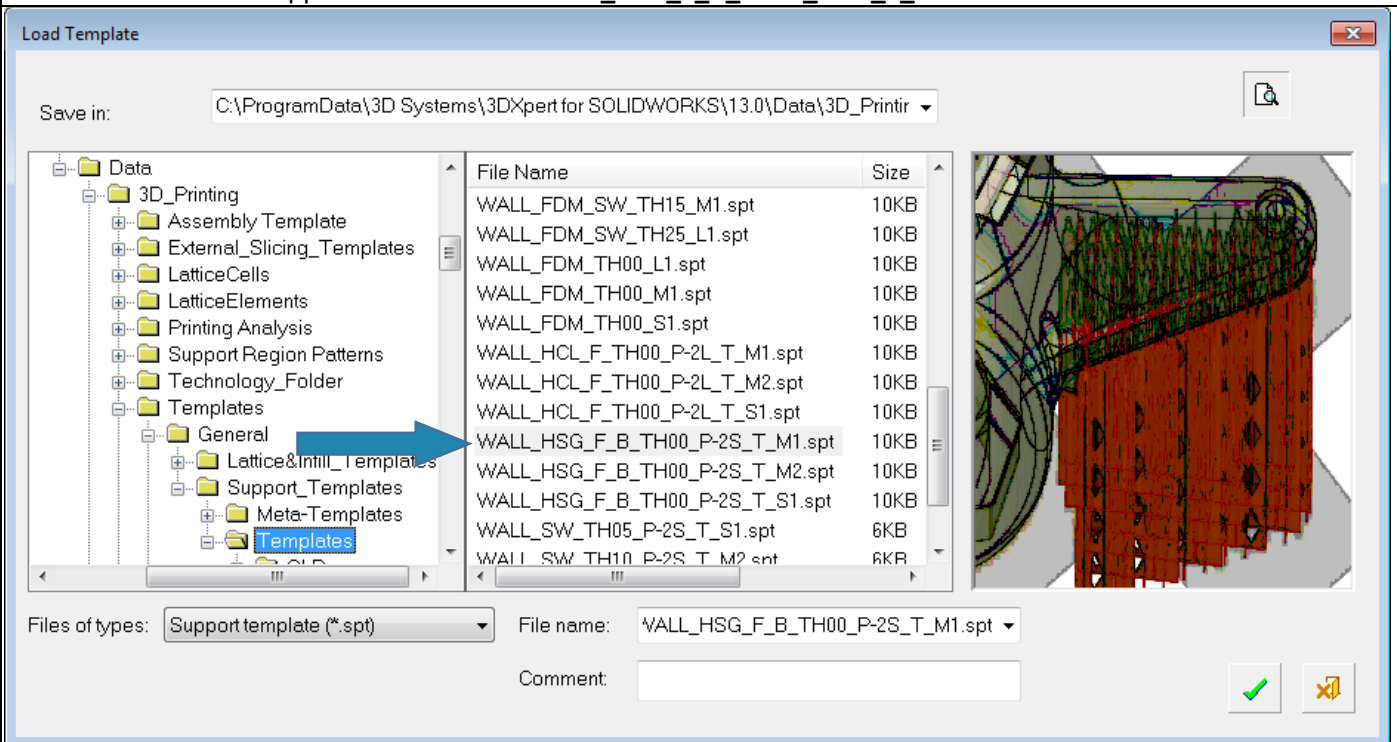 Load Template
Save in:
C:\ProgramData\3D Systems\3DXpert for SOLIDWORKS\13.0\Data\3D_Printir
Data
3D_Printing
Assembly Template
External_Slicing_Templates
LatticeCells
LatticeElements
Printing Analysis
Support Region Patterns
Technology_Folder
Templates
General
Lattice&Infill_Templates
Support_Templates
Meta-Templates
Templates
File Name Size
WALL_FDM_SW_TH15_M1.spt 10KB
WALL_FDM_SW_TH25_L1.spt 10KB
WALL_FDM_TH00_L1.spt 10KB
WALL_FDM_TH00_M1.spt 10KB
WALL_FDM_TH00_S1.spt 10KB
WALL_HCL_F_TH00_P-2L_T_M1.spt 10KB
WALL_HCL_F_TH00_P-2L_T_M2.spt 10KB
WALL_HCL_F_TH00_P-2L_T_S1.spt 10KB
WALL_HSG_F_B_TH00_P-2S_T_M1.spt 10KB
WALL_HSG_F_B_TH00_P-2S_T_M2.spt 10KB
WALL_HSG_F_B_TH00_P-2S_T_S1.spt 10KB
WALL_SW_TH05_P-2S_T_S1.spt 6KB
WALL_SW_TH10_P-2S_T_M2.spt 6KB
Files of types: Support template (*.spt)
File name: WALL_HSG_F_B_TH00_P-2S_T_M1.spt
Comment: